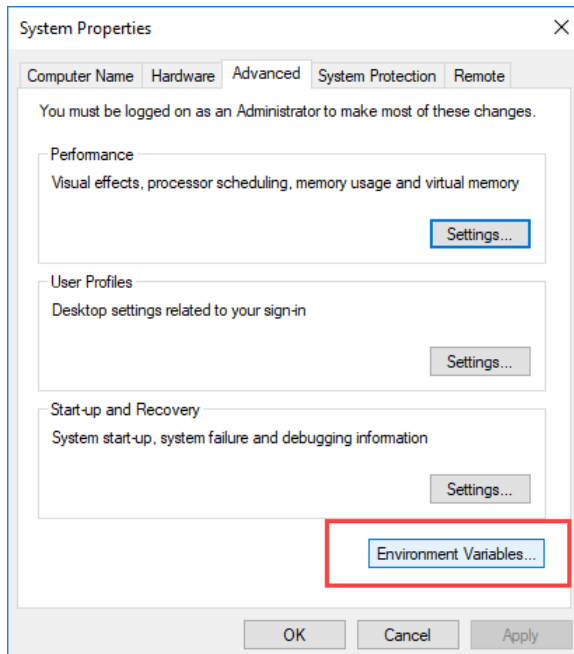 System Properties
Computer Name Hardware Advanced System Protection Remote
You must be logged on as an Administrator to make most of these changes.
Performance
Visual effects, processor scheduling, memory usage and virtual memory
Settings...
User Profiles
Desktop settings related to your sign-in
Settings...
Start-up and Recovery
System start-up, system failure and debugging information
Settings...
Environment Variables...
OK Cancel Apply